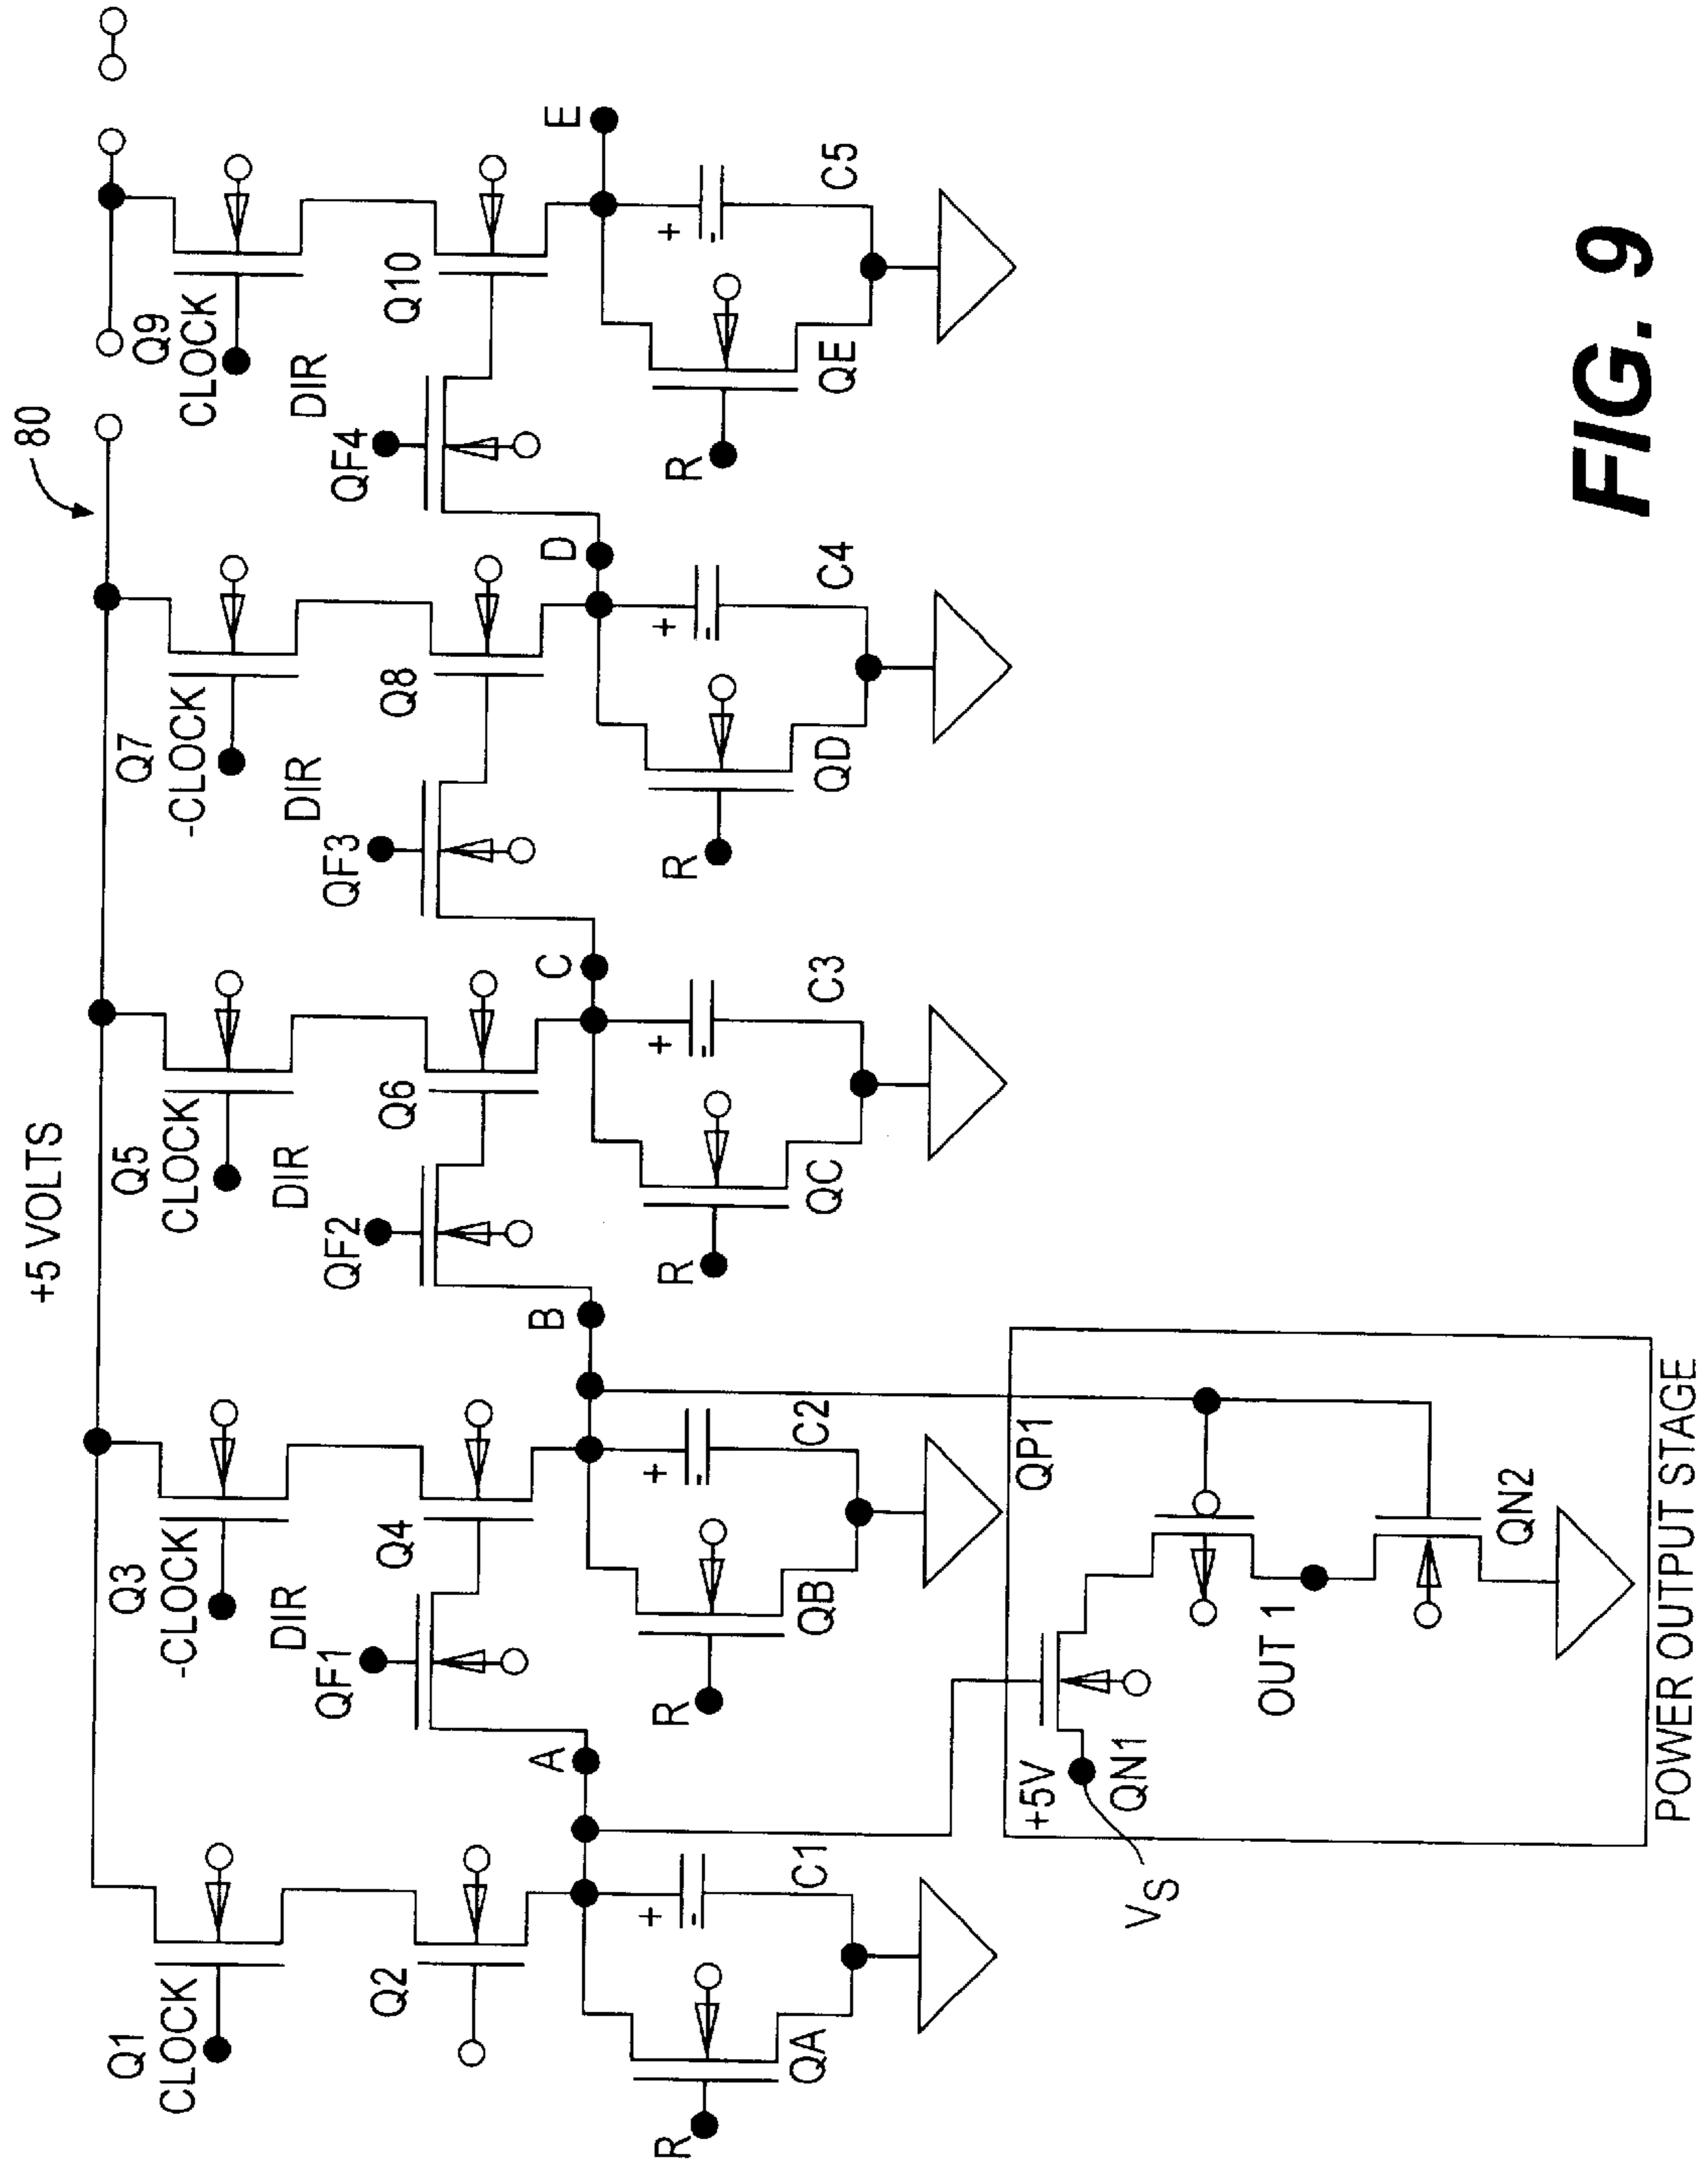 +5 VOLTS
80
Q1
CLOCK
Q3
-CLOCK
Q5
CLOCK
Q7
-CLOCK
Q9
CLOCK
DIR
DIR
DIR
DIR
QF1
QF2
QF3
QF4
Q2
Q4
Q6
Q8
Q10
A
B
C
D
E
+
-
+
-
+
-
+
-
+
-
R
QA
C1
R
QB
C2
R
QC
C3
R
QD
C4
R
QE
C5
+5V
QP1
QN1
VS
OUT 1
QN2
POWER OUTPUT STAGE
FIG. 9